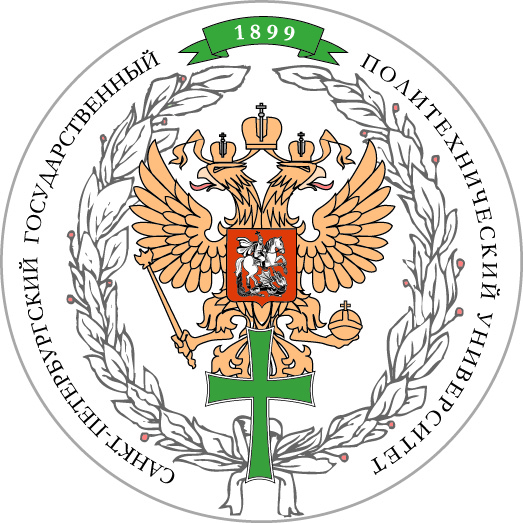 1899
САНКТ-ПЕТЕРБУРГСКИЙ ГОСУДАРСТВЕННЫЙ
ПОЛИТЕХНИЧЕСКИЙ УНИВЕРСИТЕТ